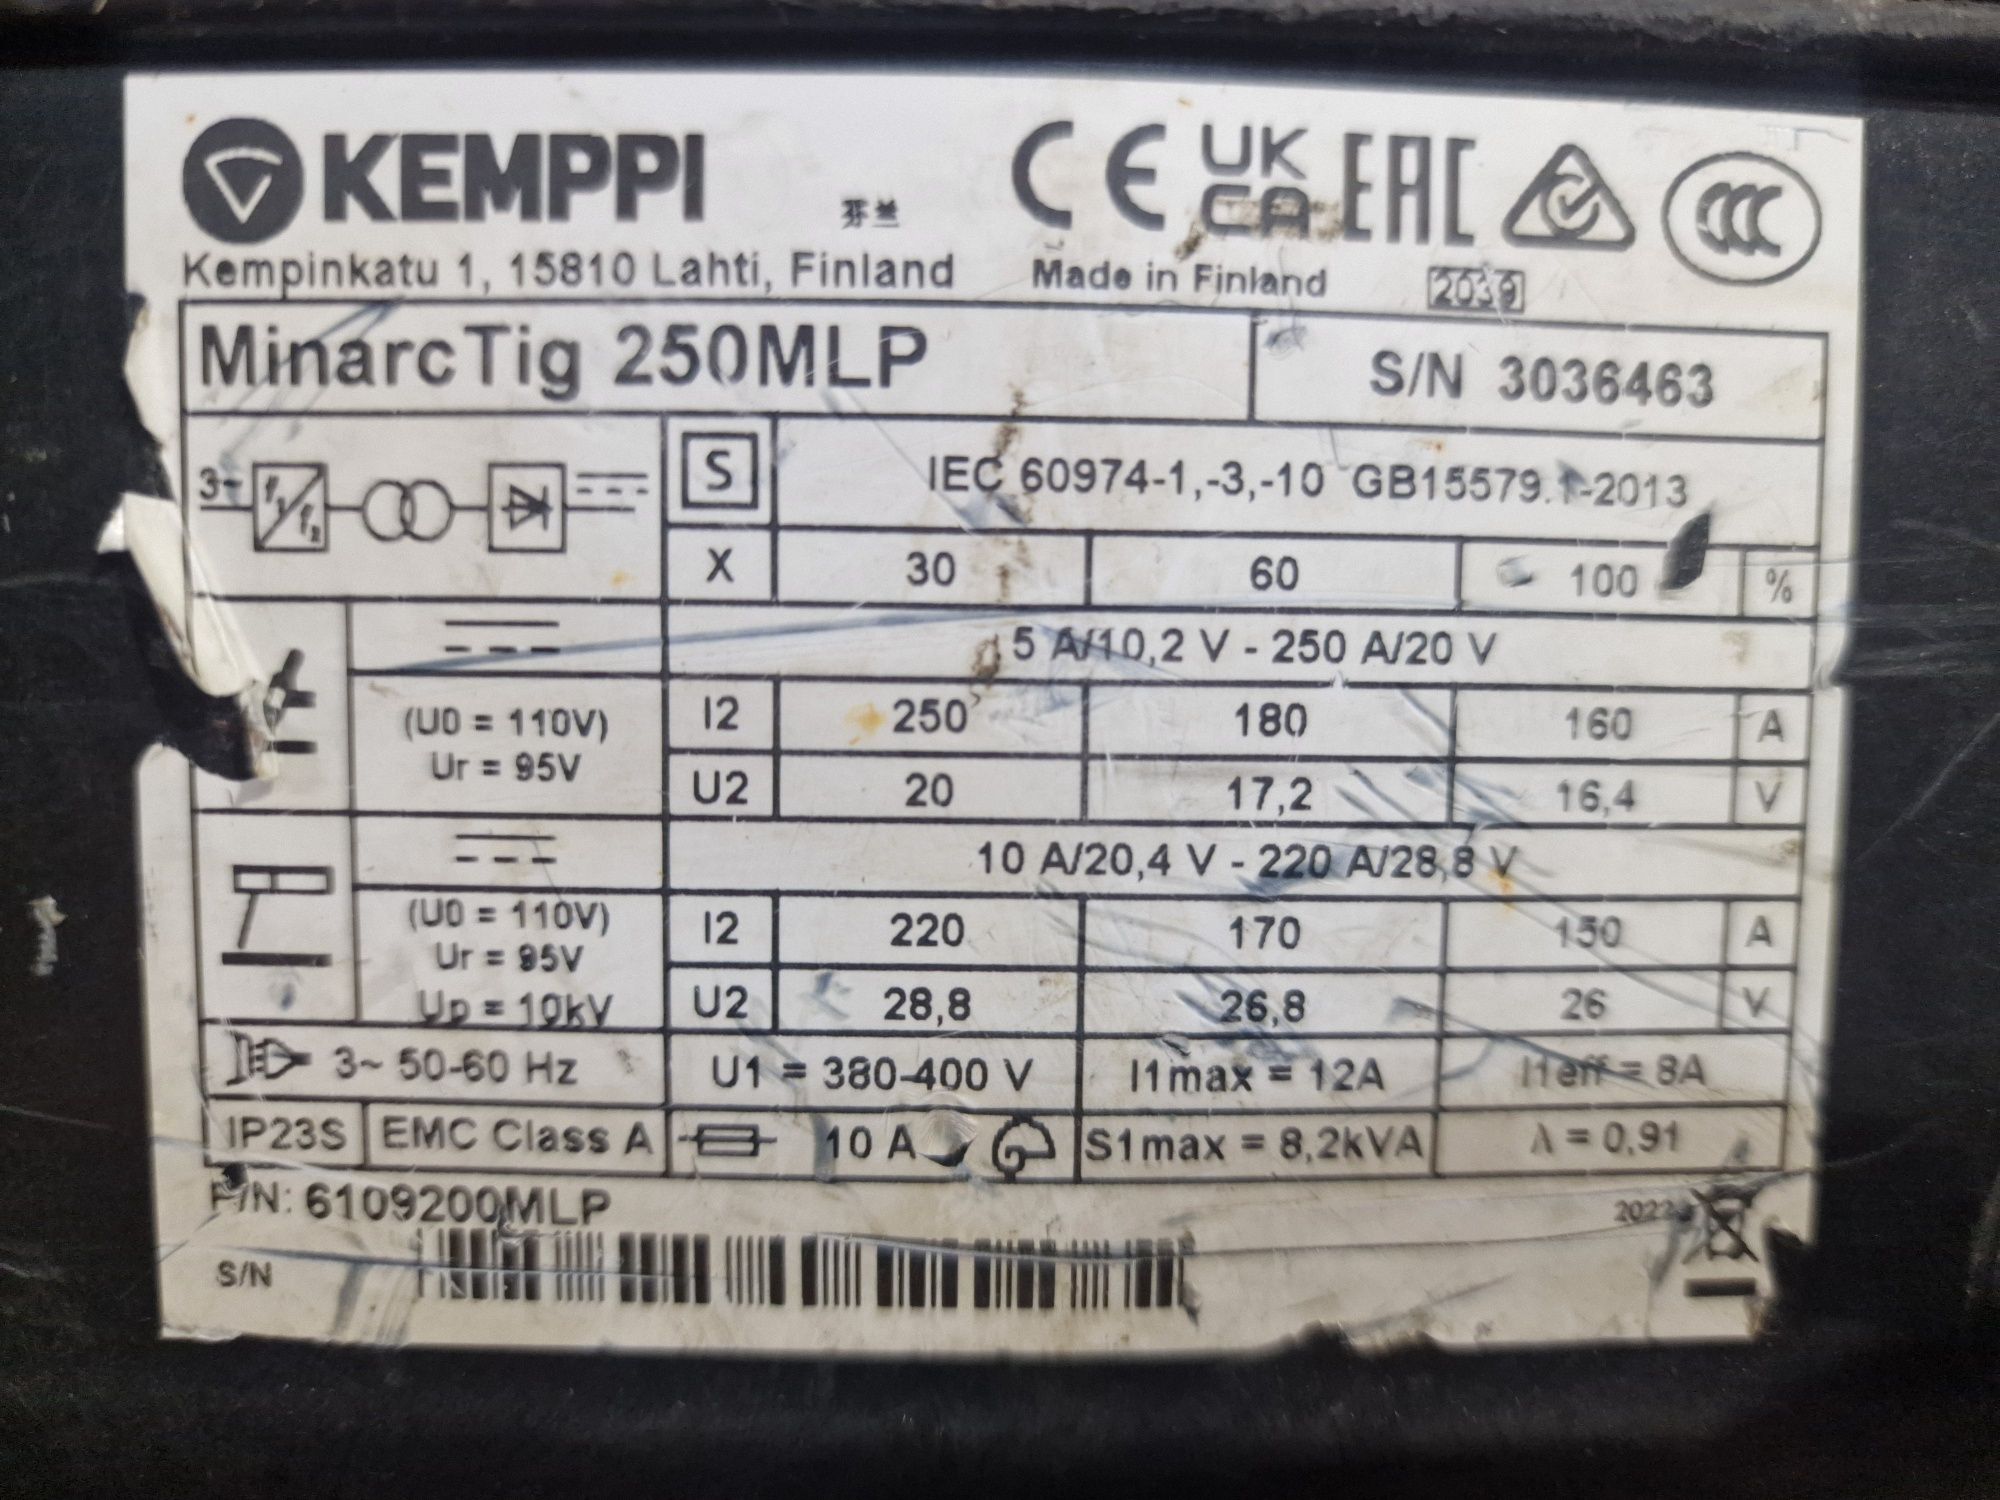 KEMPPI
芬兰
CE UK CA EAC CCC
Kempinkatu 1, 15810 Lahti, Finland
Made in Finland
2039
MinarcTig 250MLP
S/N 3036463
3~ f1 f2
S
IEC 60974-1,-3,-10 GB15579.1-2013
X 30 60 100 %
5 A/10,2 V - 250 A/20 V
(U0 = 110V)
Ur = 95V
I2 250 180 160 A
U2 20 17,2 16,4 V
10 A/20,4 V - 220 A/28,8 V
(U0 = 110V)
Ur = 95V
Up = 10kV
I2 220 170 150 A
U2 28,8 26,8 26 V
3~ 50-60 Hz U1 = 380-400 V I1max = 12A I1eff = 8A
IP23S EMC Class A 10 A S1max = 8,2kVA λ = 0,91
P/N: 6109200MLP
2022
S/N